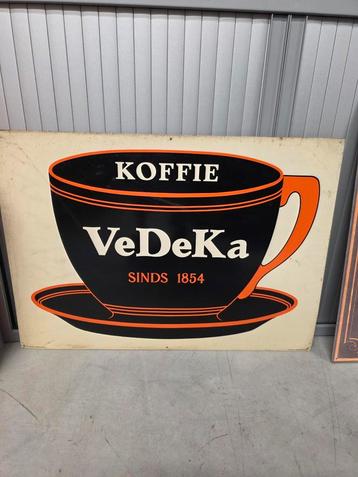 KOFFIE
VeDeKa
SINDS 1854